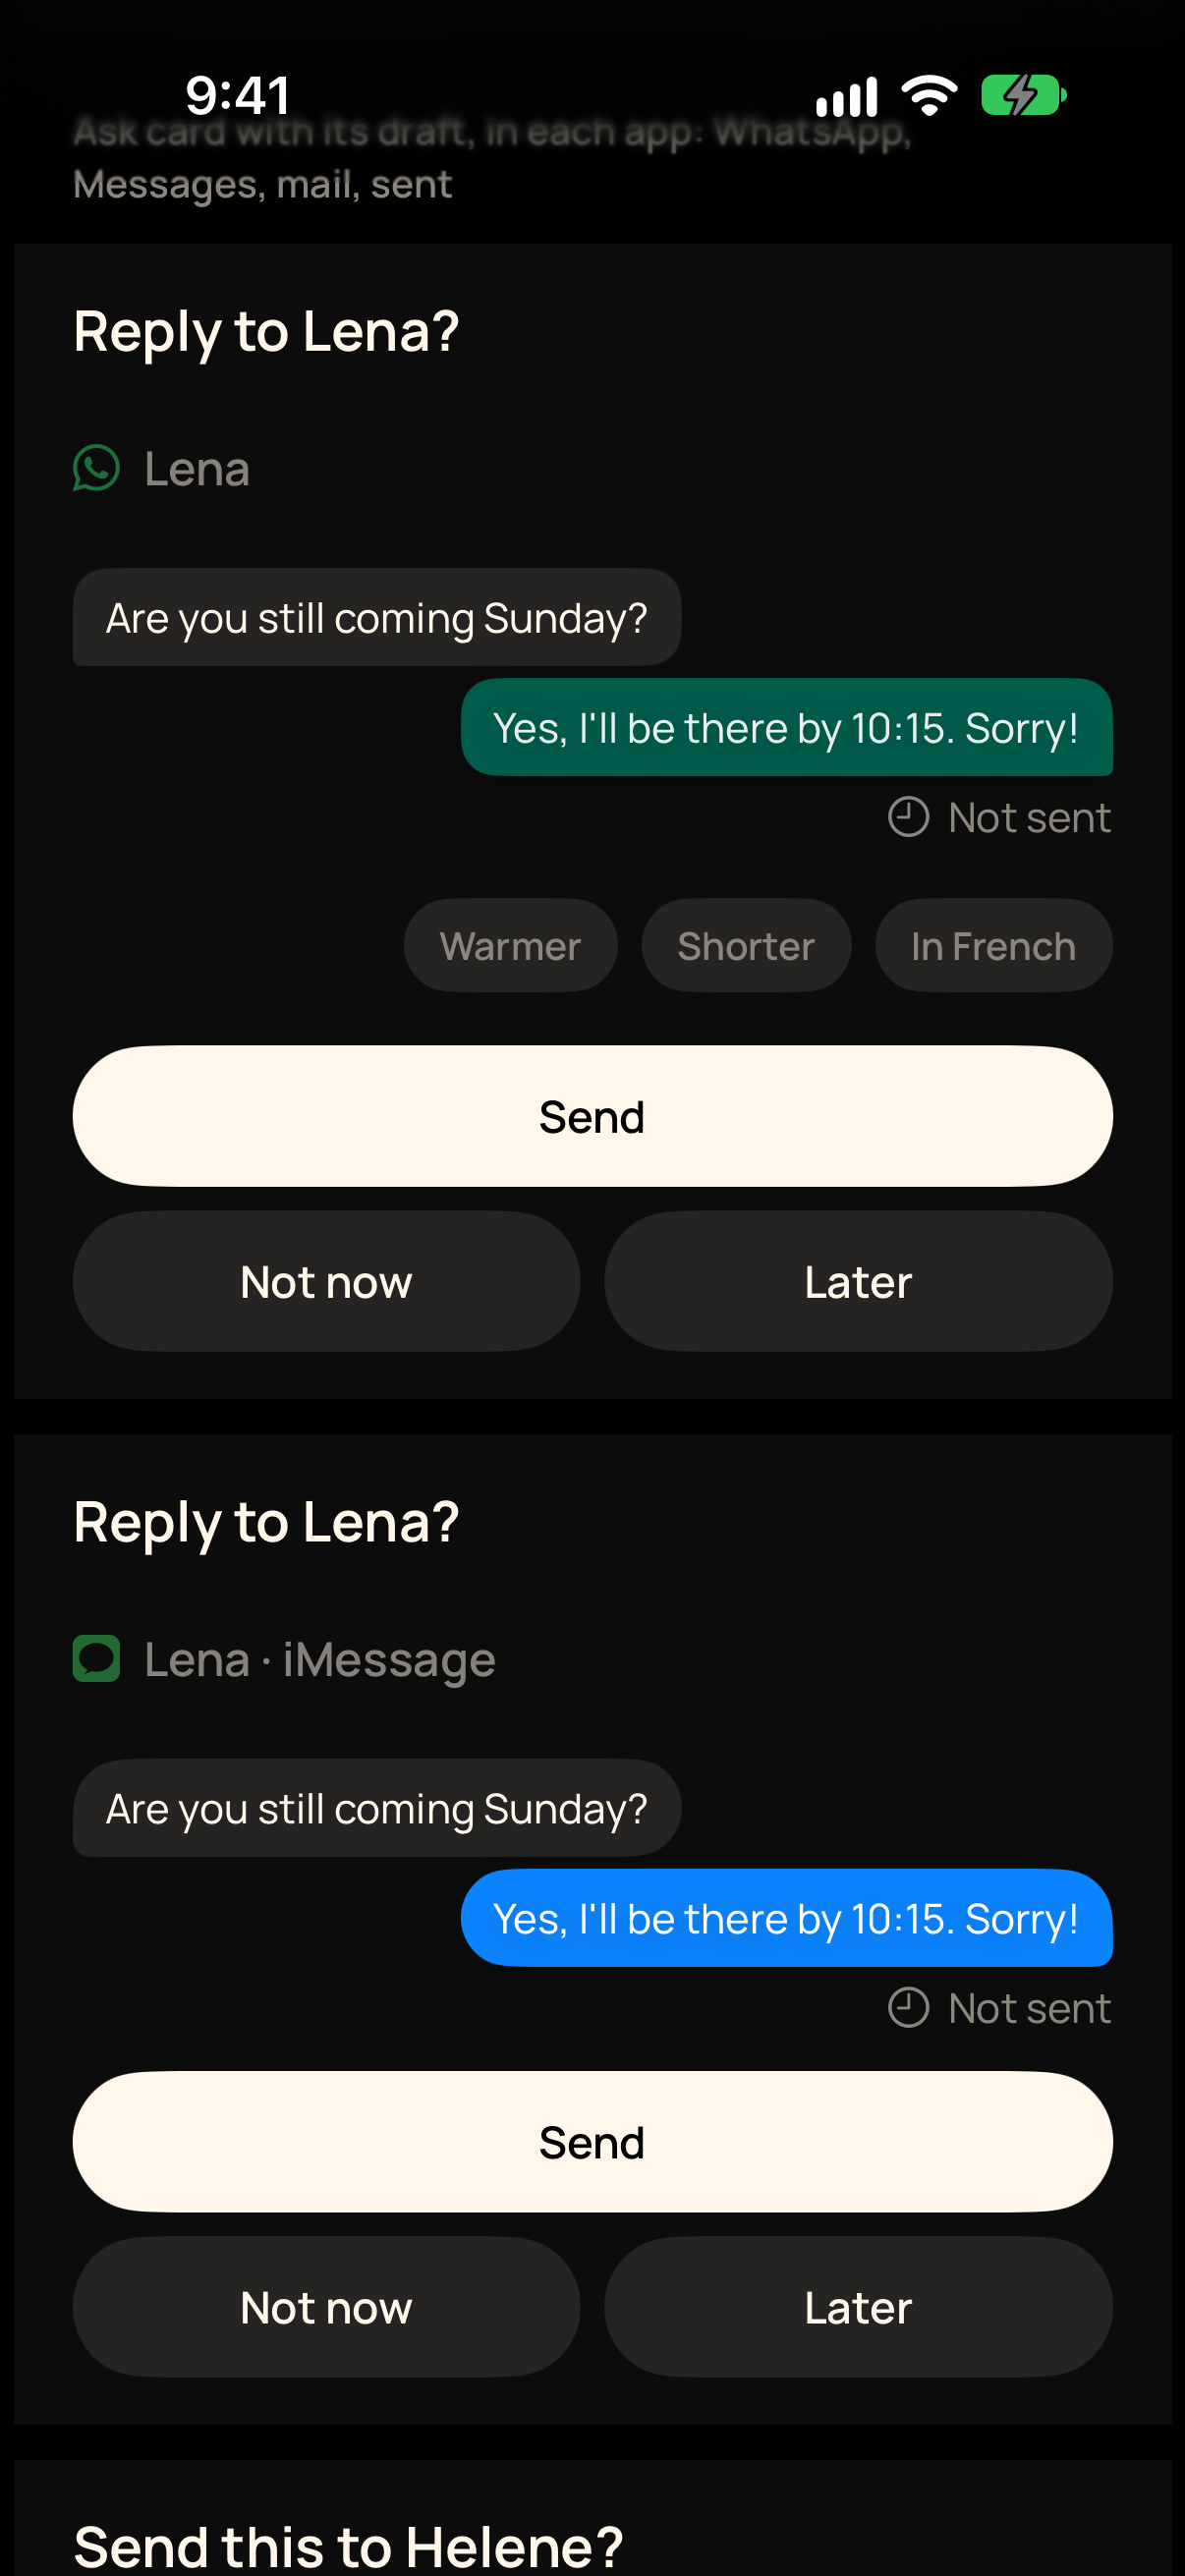 9:41
Ask card with its draft, in each app: WhatsApp,
Messages, mail, sent
Reply to Lena?
Lena
Are you still coming Sunday?
Yes, I'll be there by 10:15. Sorry!
Not sent
Warmer Shorter In French
Send
Not now Later
Reply to Lena?
Lena · iMessage
Are you still coming Sunday?
Yes, I'll be there by 10:15. Sorry!
Not sent
Send
Not now Later
Send this to Helene?